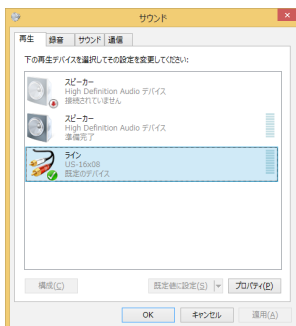 サウンド
再生 録音 サウンド 通信
下の再生デバイスを選択してその設定を変更してください:
スピーカー
High Definition Audio デバイス
接続されていません
スピーカー
High Definition Audio デバイス
準備完了
ライン
US-16x08
既定のデバイス
構成(C) 既定値に設定(S) プロパティ(P)
OK キャンセル 適用(A)